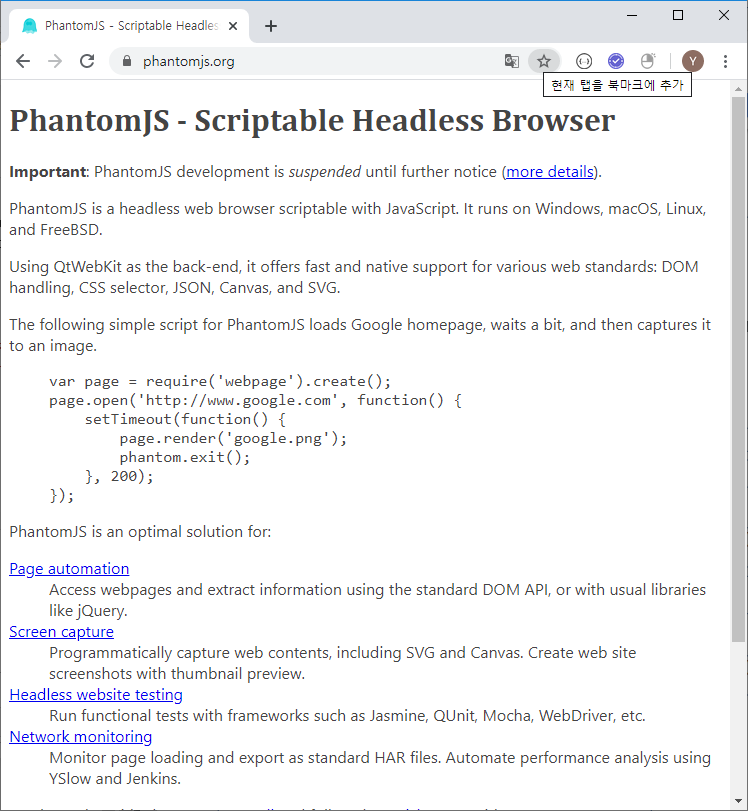 PhantomJS - Scriptable Headles
phantomjs.org
Y
현재 탭을 북마크에 추가
PhantomJS - Scriptable Headless Browser
Important: PhantomJS development is suspended until further notice (more details).
PhantomJS is a headless web browser scriptable with JavaScript. It runs on Windows, macOS, Linux,
and FreeBSD.
Using QtWebKit as the back-end, it offers fast and native support for various web standards: DOM
handling, CSS selector, JSON, Canvas, and SVG.
The following simple script for PhantomJS loads Google homepage, waits a bit, and then captures it
to an image.
var page = require('webpage').create();
page.open('http://www.google.com', function() {
    setTimeout(function() {
        page.render('google.png');
        phantom.exit();
    }, 200);
});
PhantomJS is an optimal solution for:
Page automation
Access webpages and extract information using the standard DOM API, or with usual libraries
like jQuery.
Screen capture
Programmatically capture web contents, including SVG and Canvas. Create web site
screenshots with thumbnail preview.
Headless website testing
Run functional tests with frameworks such as Jasmine, QUnit, Mocha, WebDriver, etc.
Network monitoring
Monitor page loading and export as standard HAR files. Automate performance analysis using
YSlow and Jenkins.